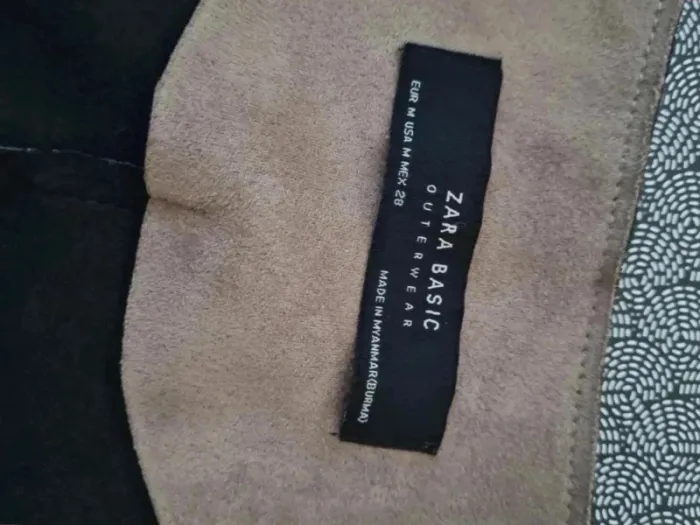 ZARA BASIC
OUTERWEAR
EUR M USA M MEX 28
MADE IN MYANMAR(BURMA)